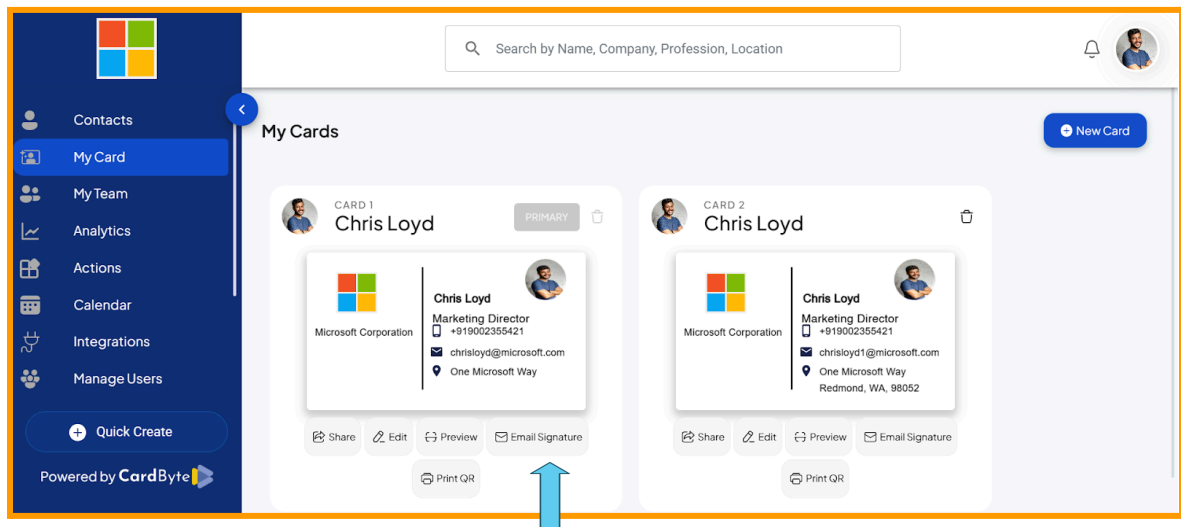 Search by Name, Company, Profession, Location
Contacts
My Card
My Team
Analytics
Actions
Calendar
Integrations
Manage Users
Quick Create
Powered by CardByte
My Cards
New Card
CARD 1
Chris Loyd
PRIMARY
Microsoft Corporation
Chris Loyd
Marketing Director
+919002355421
chrisloyd@microsoft.com
One Microsoft Way
Share Edit Preview Email Signature
Print QR
CARD 2
Chris Loyd
Microsoft Corporation
Chris Loyd
Marketing Director
+919002355421
chrisloyd1@microsoft.com
One Microsoft Way
Redmond, WA, 98052
Share Edit Preview Email Signature
Print QR